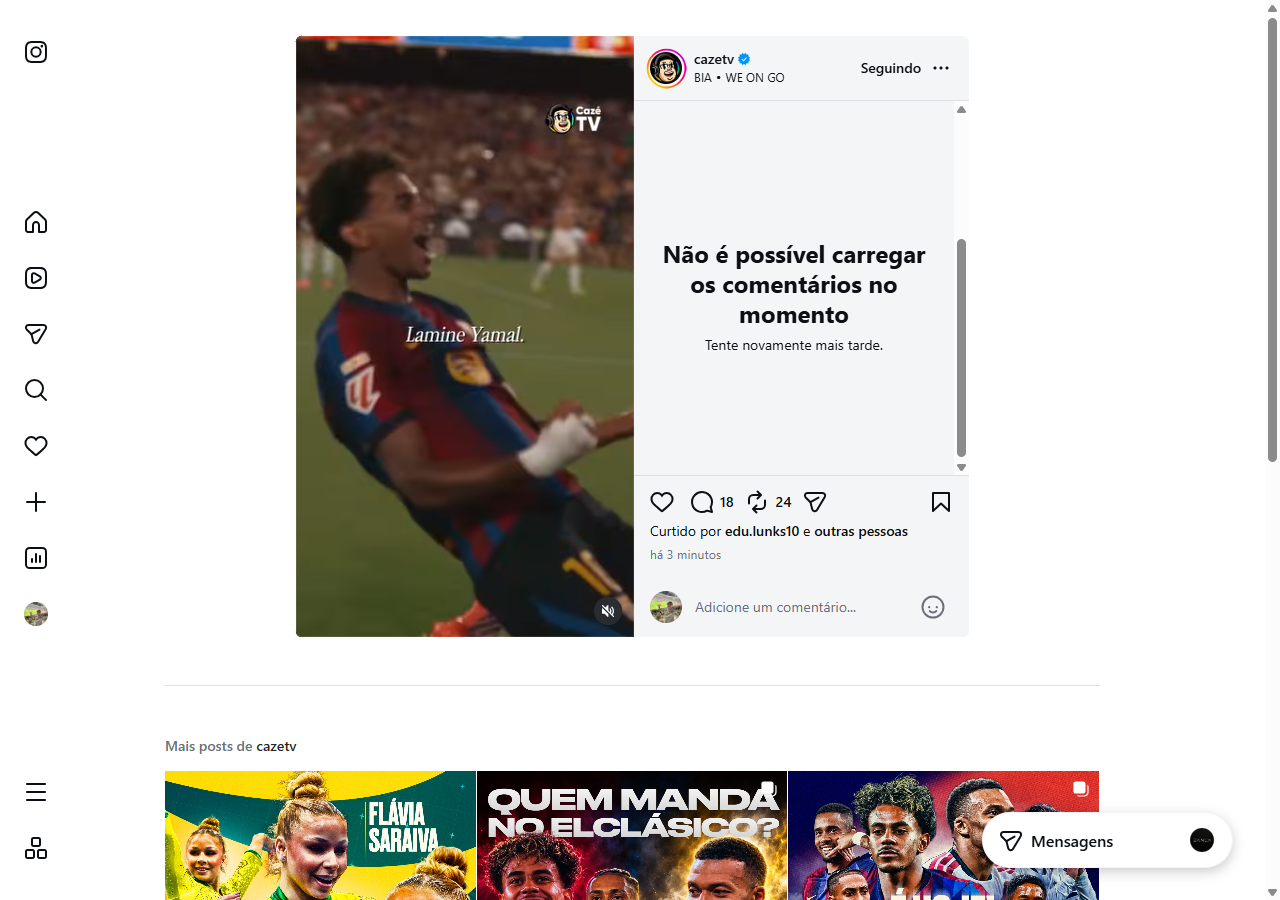 Cazé
TV
Lamine Yamal.
cazetv
BIA • WE ON GO
Seguindo
Não é possível carregar
os comentários no
momento
Tente novamente mais tarde.
18
24
Curtido por edu.lunks10 e outras pessoas
há 3 minutos
Adicione um comentário...
Mais posts de cazetv
FLÁVIA
SARAIVA
QUEM MANDA
NO ELCLÁSICO?
Mensagens